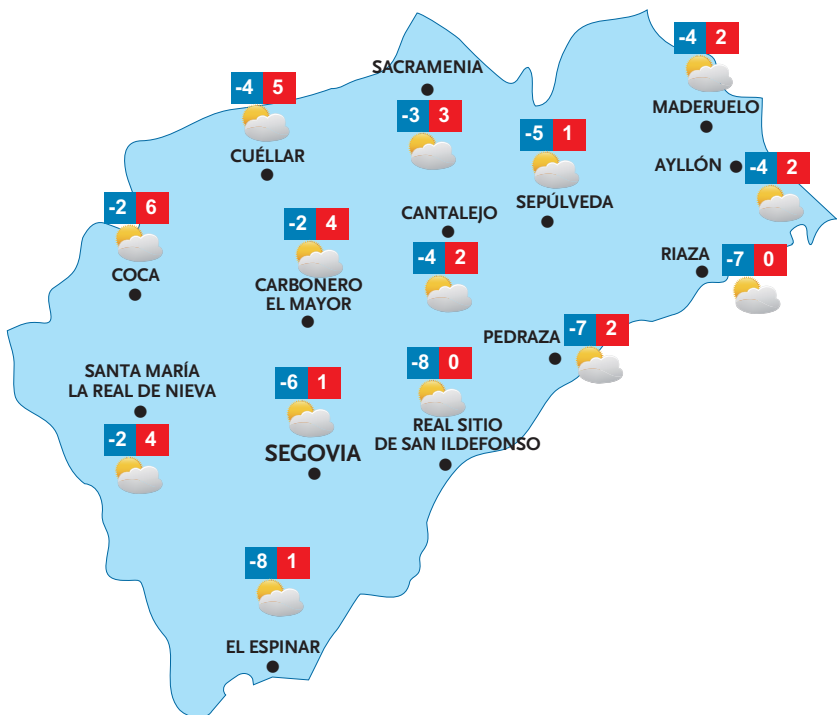 -4 2
MADERUELO
SACRAMENIA
-3 3
-4 5
CUÉLLAR
-5 1
SEPÚLVEDA
AYLLÓN
-4 2
-2 6
COCA
-2 4
CARBONERO
EL MAYOR
CANTALEJO
-4 2
RIAZA
-7 0
PEDRAZA
-7 2
SANTA MARÍA
LA REAL DE NIEVA
-2 4
-6 1
SEGOVIA
-8 0
REAL SITIO
DE SAN ILDEFONSO
-8 1
EL ESPINAR